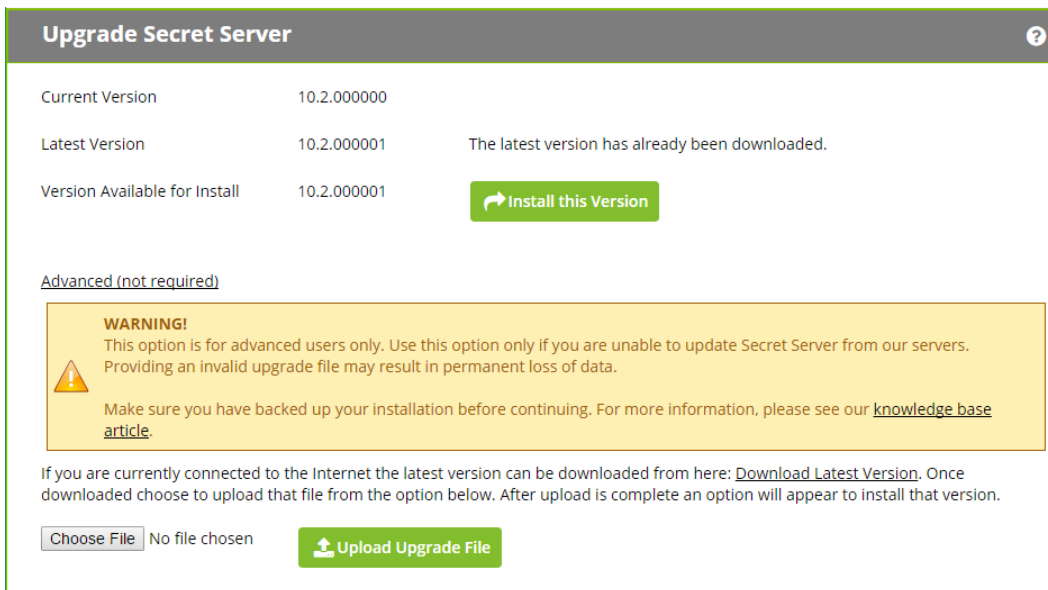 Upgrade Secret Server
?
Current Version 10.2.000000
Latest Version 10.2.000001 The latest version has already been downloaded.
Version Available for Install 10.2.000001 Install this Version
Advanced (not required)
WARNING!
This option is for advanced users only. Use this option only if you are unable to update Secret Server from our servers.
Providing an invalid upgrade file may result in permanent loss of data.
Make sure you have backed up your installation before continuing. For more information, please see our knowledge base
article.
If you are currently connected to the Internet the latest version can be downloaded from here: Download Latest Version. Once
downloaded choose to upload that file from the option below. After upload is complete an option will appear to install that version.
Choose File No file chosen Upload Upgrade File